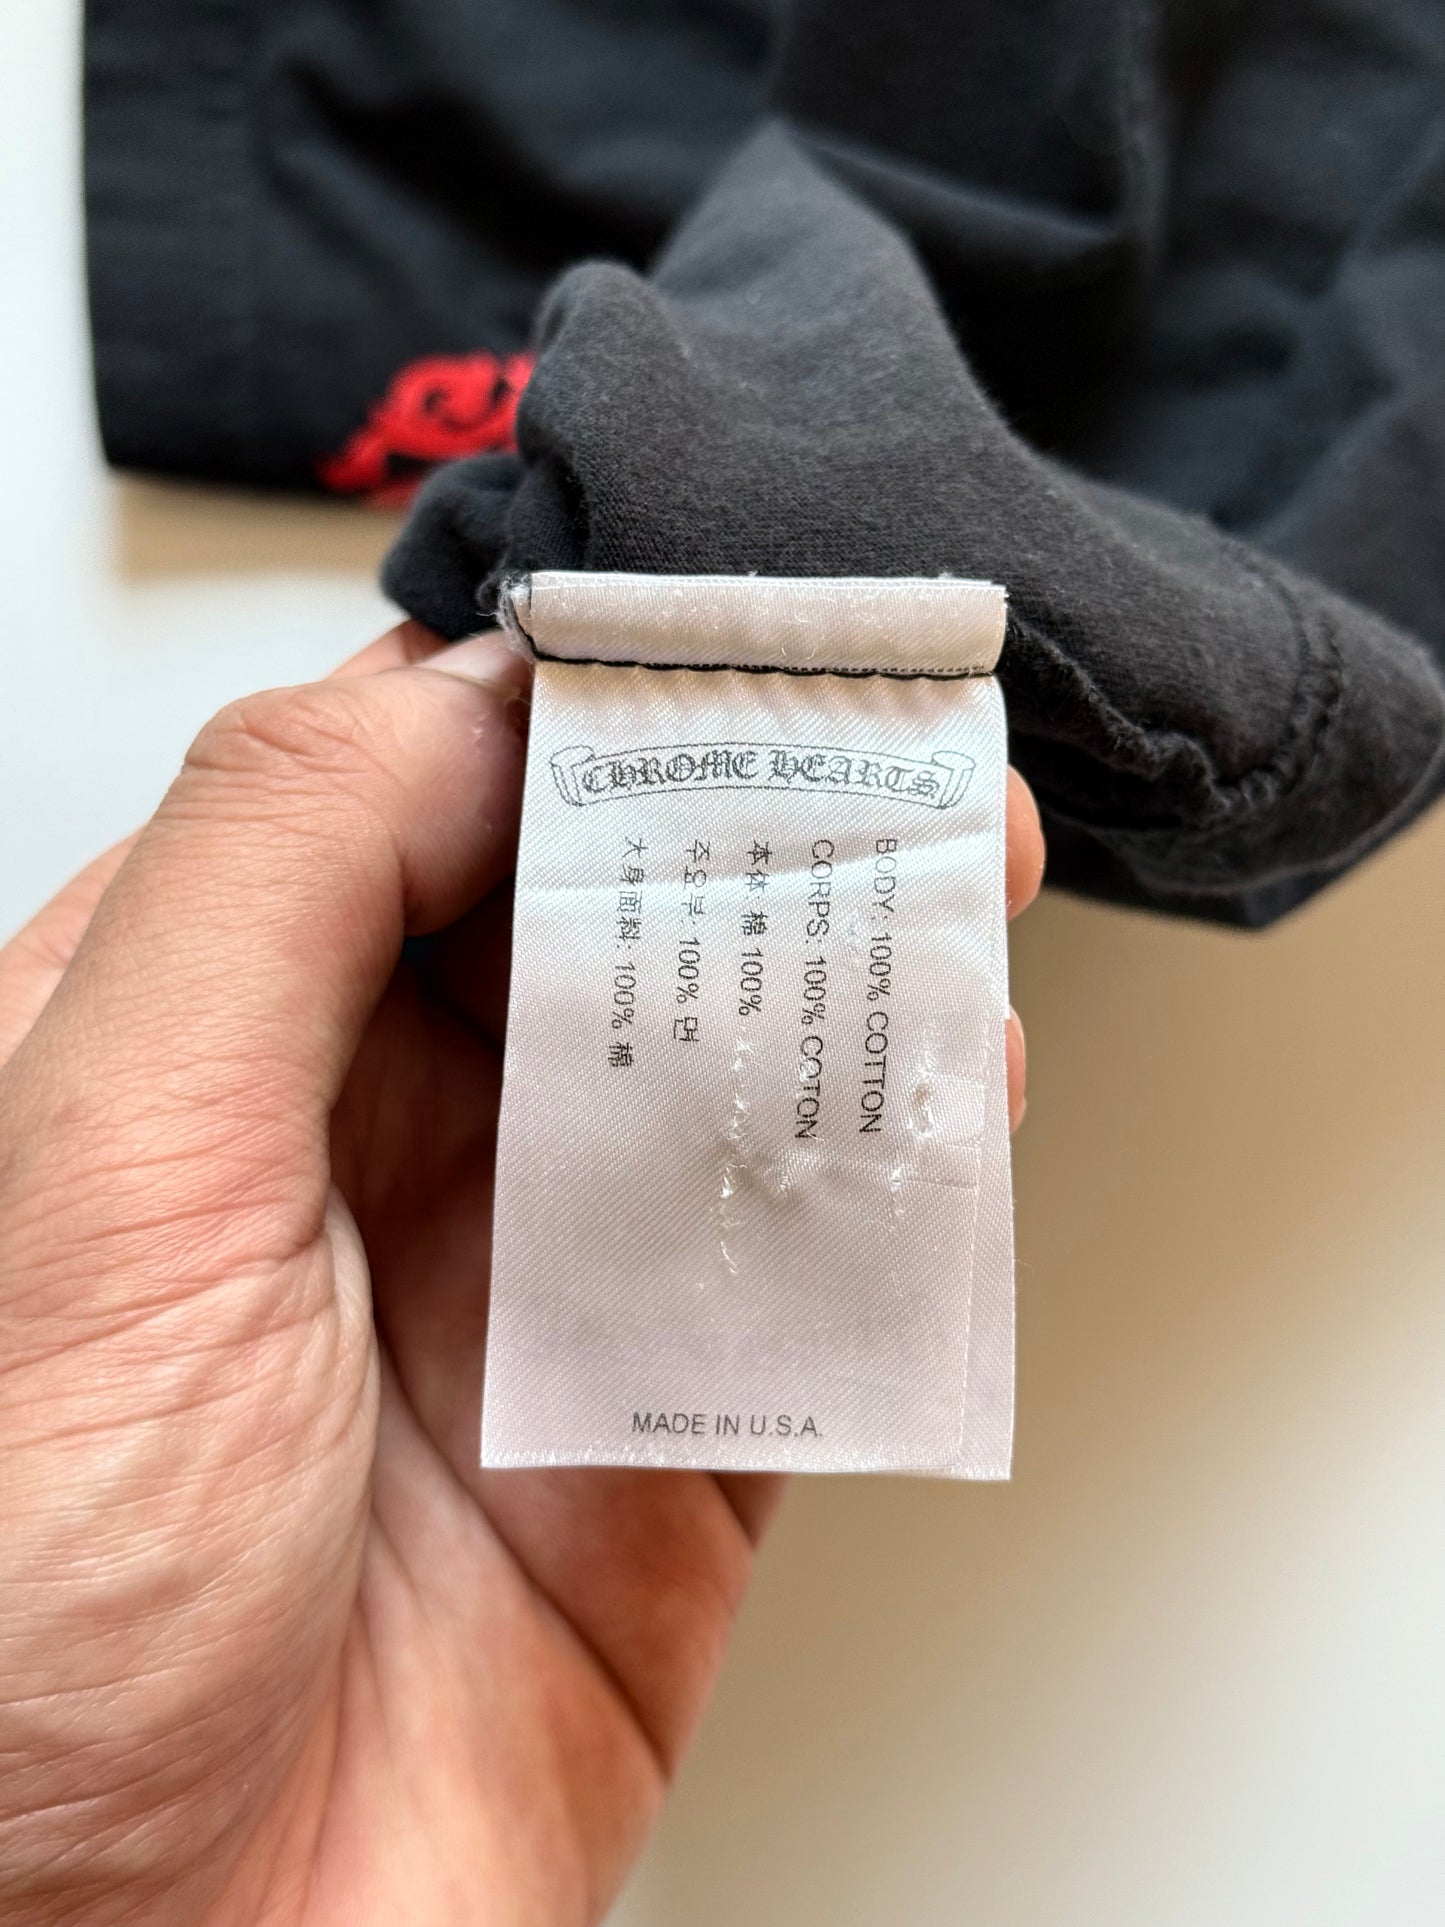 CHROME HEARTS
BODY: 100% COTTON
CORPS: 100% COTON
本体 棉 100%
주요부: 100% 면
大身面料: 100% 棉
MADE IN U.S.A.